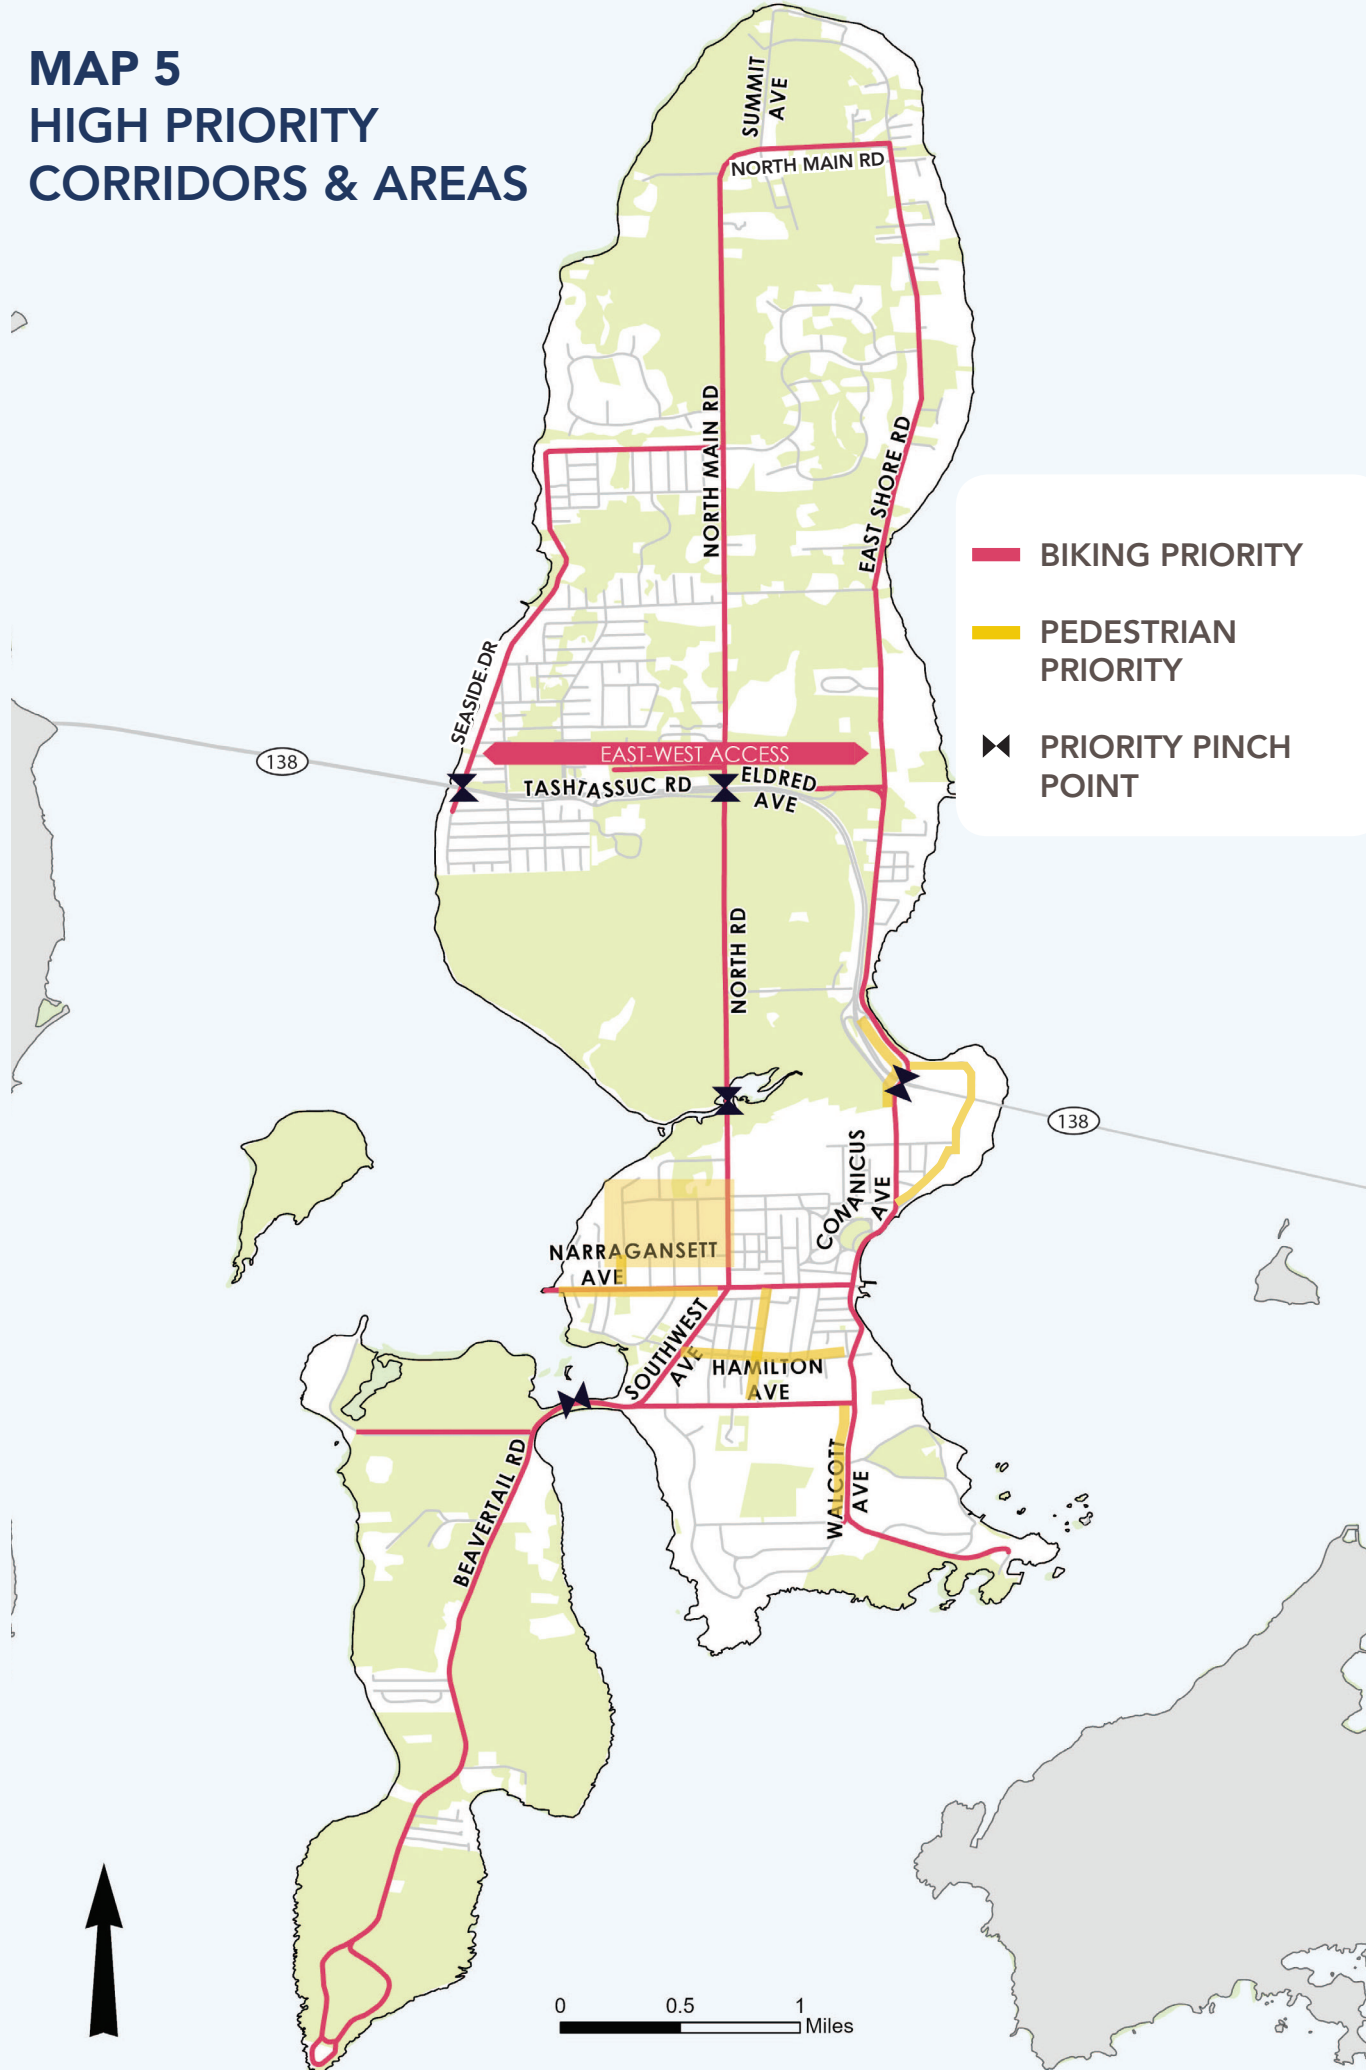 MAP 5
HIGH PRIORITY
CORRIDORS & AREAS
SUMMIT
AVE
NORTH MAIN RD
NORTH MAIN RD
EAST SHORE RD
BIKING PRIORITY
PEDESTRIAN
PRIORITY
PRIORITY PINCH
POINT
SEASIDE DR
138
EAST-WEST ACCESS
TASHTASSUC RD
ELDRED
AVE
NORTH RD
138
CONANICUS
AVE
NARRAGANSETT
AVE
SOUTHWEST
AVE
HAMILTON
AVE
WALCOTT
AVE
BEAVERTAIL RD
0 0.5 1
Miles